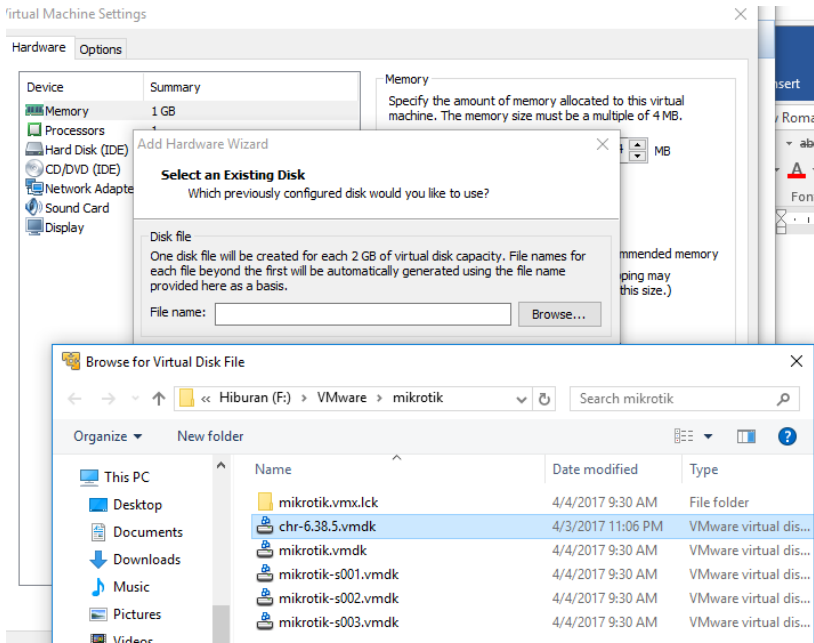 Virtual Machine Settings
Hardware Options
Device Summary
Memory 1 GB
Processors
Hard Disk (IDE)
CD/DVD (IDE)
Network Adapte
Sound Card
Display
Memory
Specify the amount of memory allocated to this virtual
machine. The memory size must be a multiple of 4 MB.
MB
mmended memory
ping may
this size.)
Add Hardware Wizard
Select an Existing Disk
Which previously configured disk would you like to use?
Disk file
One disk file will be created for each 2 GB of virtual disk capacity. File names for
each file beyond the first will be automatically generated using the file name
provided here as a basis.
File name: Browse...
Browse for Virtual Disk File
« Hiburan (F:) › VMware › mikrotik
Search mikrotik
Organize New folder
This PC
Desktop
Documents
Downloads
Music
Pictures
Videos
Name Date modified Type
mikrotik.vmx.lck 4/4/2017 9:30 AM File folder
chr-6.38.5.vmdk 4/3/2017 11:06 PM VMware virtual dis...
mikrotik.vmdk 4/4/2017 9:30 AM VMware virtual dis...
mikrotik-s001.vmdk 4/4/2017 9:30 AM VMware virtual dis...
mikrotik-s002.vmdk 4/4/2017 9:30 AM VMware virtual dis...
mikrotik-s003.vmdk 4/4/2017 9:30 AM VMware virtual dis...
nsert
Roma
ab
A
Fon